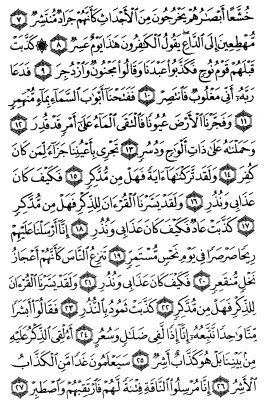 خُشَّعًا أَبْصَٰرُهُمْ يَخْرُجُونَ مِنَ ٱلْأَجْدَاثِ كَأَنَّهُمْ جَرَادٌ مُّنتَشِرٌ ٧
مُّهْطِعِينَ إِلَى ٱلدَّاعِ يَقُولُ ٱلْكَٰفِرُونَ هَٰذَا يَوْمٌ عَسِرٌ ٨ ۞ كَذَّبَتْ
قَبْلَهُمْ قَوْمُ نُوحٍ فَكَذَّبُوا۟ عَبْدَنَا وَقَالُوا۟ مَجْنُونٌ وَٱزْدُجِرَ ٩ فَدَعَا
رَبَّهُۥٓ أَنِّى مَغْلُوبٌ فَٱنتَصِرْ ١٠ فَفَتَحْنَآ أَبْوَٰبَ ٱلسَّمَآءِ بِمَآءٍ مُّنْهَمِرٍ
١١ وَفَجَّرْنَا ٱلْأَرْضَ عُيُونًا فَٱلْتَقَى ٱلْمَآءُ عَلَىٰٓ أَمْرٍ قَدْ قُدِرَ ١٢
وَحَمَلْنَٰهُ عَلَىٰ ذَاتِ أَلْوَٰحٍ وَدُسُرٍ ١٣ تَجْرِى بِأَعْيُنِنَا جَزَآءً لِّمَن كَانَ
كُفِرَ ١٤ وَلَقَد تَّرَكْنَٰهَآ ءَايَةً فَهَلْ مِن مُّدَّكِرٍ ١٥ فَكَيْفَ كَانَ
عَذَابِى وَنُذُرِ ١٦ وَلَقَدْ يَسَّرْنَا ٱلْقُرْءَانَ لِلذِّكْرِ فَهَلْ مِن مُّدَّكِرٍ
١٧ كَذَّبَتْ عَادٌ فَكَيْفَ كَانَ عَذَابِى وَنُذُرِ ١٨ إِنَّآ أَرْسَلْنَا عَلَيْهِمْ
رِيحًا صَرْصَرًا فِى يَوْمِ نَحْسٍ مُّسْتَمِرٍّ ١٩ تَنزِعُ ٱلنَّاسَ كَأَنَّهُمْ أَعْجَازُ
نَخْلٍ مُّنقَعِرٍ ٢٠ فَكَيْفَ كَانَ عَذَابِى وَنُذُرِ ٢١ وَلَقَدْ يَسَّرْنَا ٱلْقُرْءَانَ
لِلذِّكْرِ فَهَلْ مِن مُّدَّكِرٍ ٢٢ كَذَّبَتْ ثَمُودُ بِٱلنُّذُرِ ٢٣ فَقَالُوٓا۟ أَبَشَرًا
مِّنَّا وَٰحِدًا نَّتَّبِعُهُۥٓ إِنَّآ إِذًا لَّفِى ضَلَٰلٍ وَسُعُرٍ ٢٤ أَءُلْقِىَ ٱلذِّكْرُ عَلَيْهِ
مِنۢ بَيْنِنَا بَلْ هُوَ كَذَّابٌ أَشِرٌ ٢٥ سَيَعْلَمُونَ غَدًا مَّنِ ٱلْكَذَّابُ
ٱلْأَشِرُ ٢٦ إِنَّا مُرْسِلُوا۟ ٱلنَّاقَةِ فِتْنَةً لَّهُمْ فَٱرْتَقِبْهُمْ وَٱصْطَبِرْ ٢٧